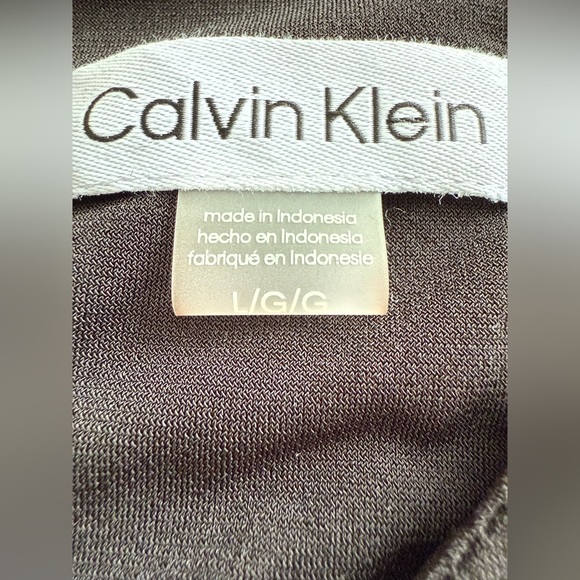 Calvin Klein
made in Indonesia
hecho en Indonesia
fabriqué en Indonesie
L/G/G